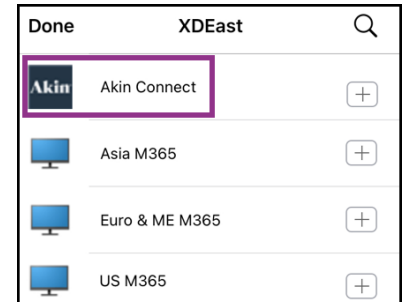 Done XDEast
Akin Akin Connect
Asia M365
Euro & ME M365
US M365